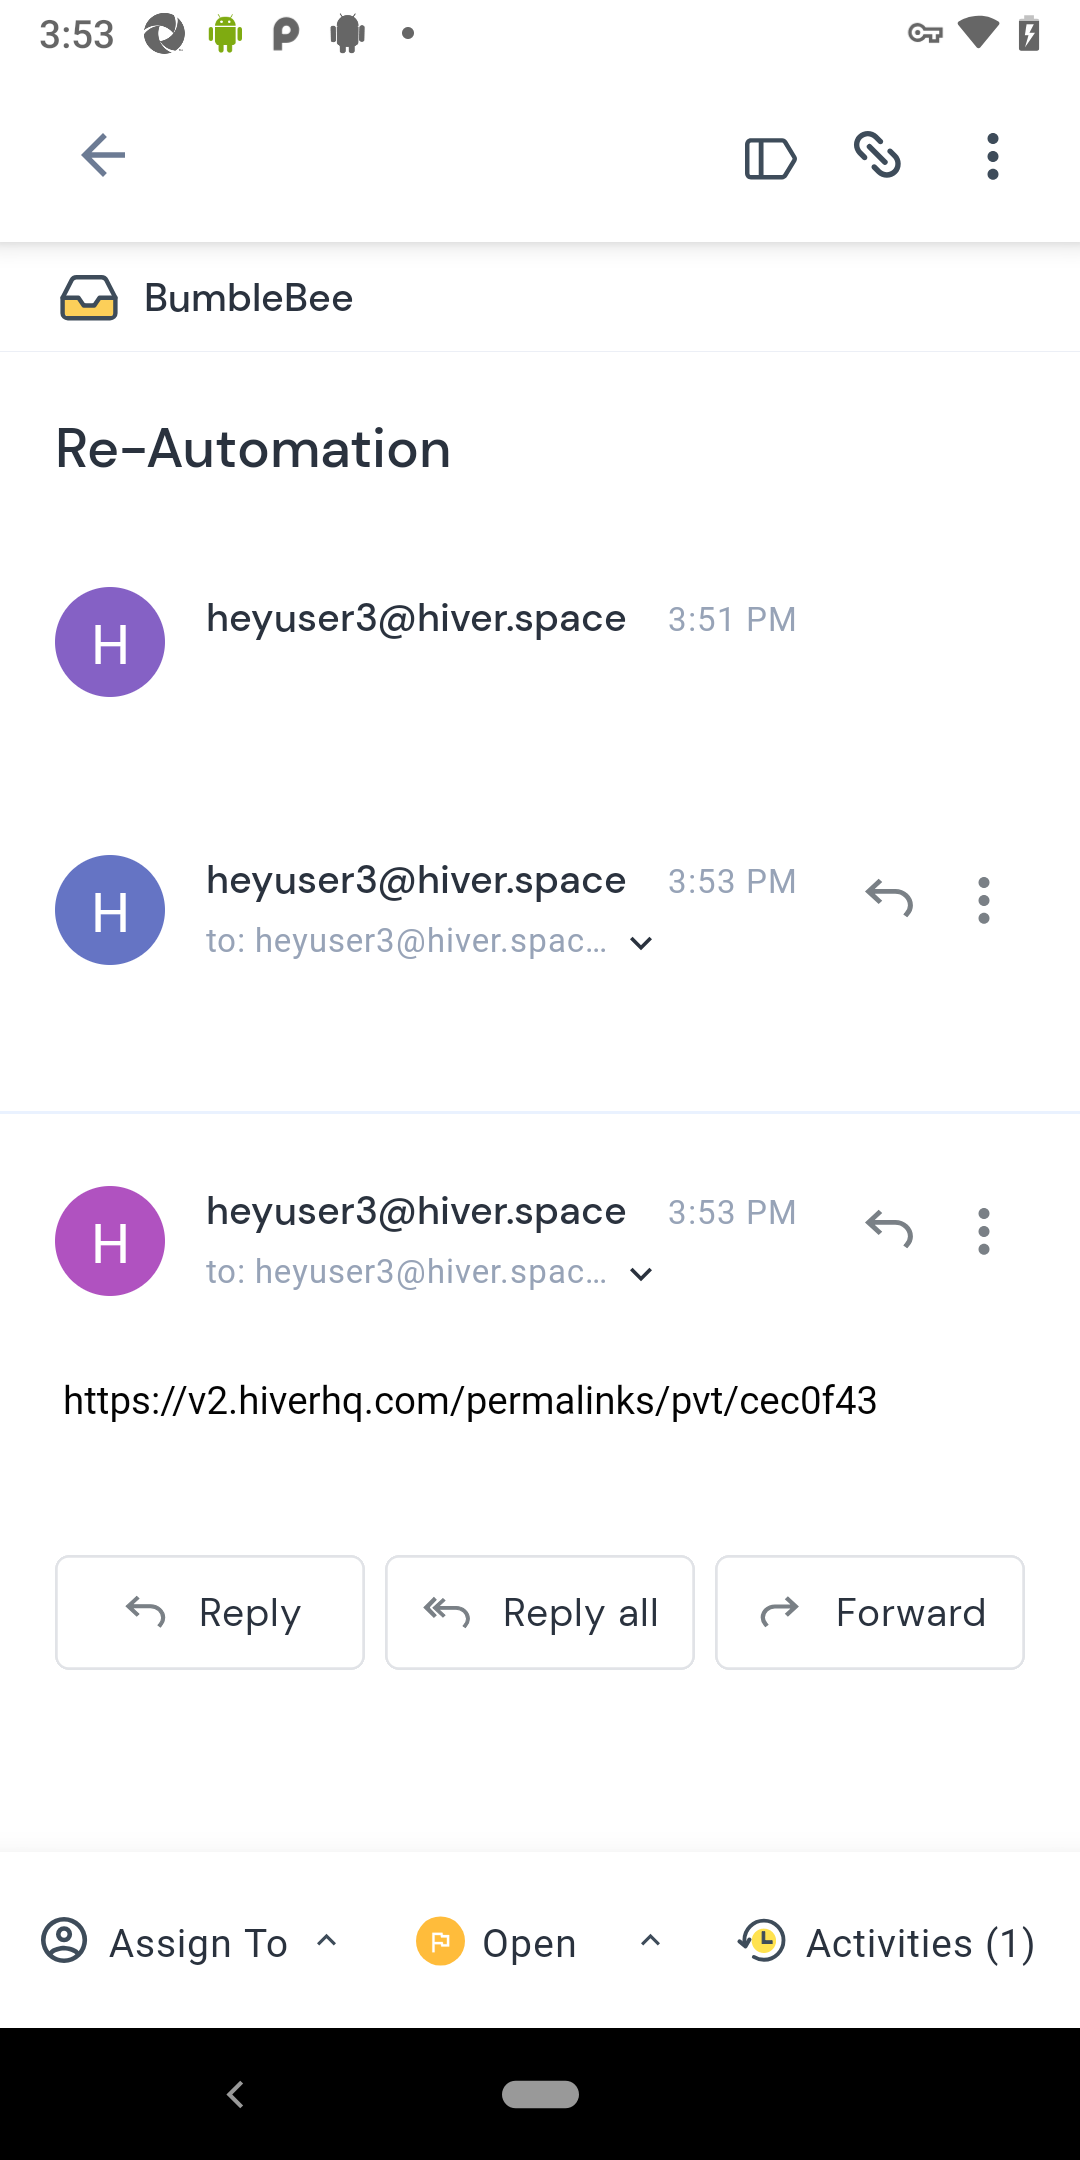 3:53
BumbleBee
Re-Automation
H heyuser3@hiver.space 3:51 PM
H heyuser3@hiver.space 3:53 PM
to: heyuser3@hiver.spac...
H heyuser3@hiver.space 3:53 PM
to: heyuser3@hiver.spac...
https://v2.hiverhq.com/permalinks/pvt/cec0f43
Reply Reply all Forward
Assign To Open Activities (1)